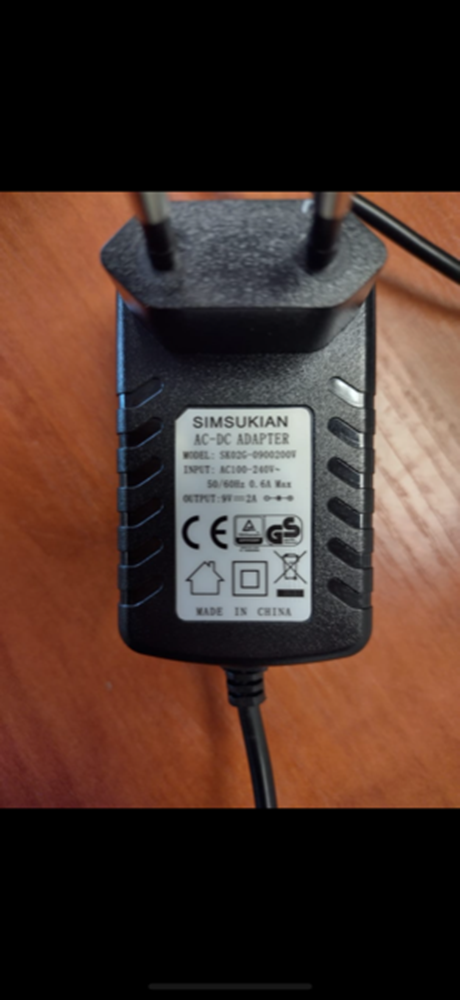 SIMSUKIAN
AC-DC ADAPTER
MODEL: SK02G-0900200V
INPUT: AC100-240V~
50/60Hz 0.6A Max
OUTPUT:9V⎓2A
CE GS
MADE IN CHINA